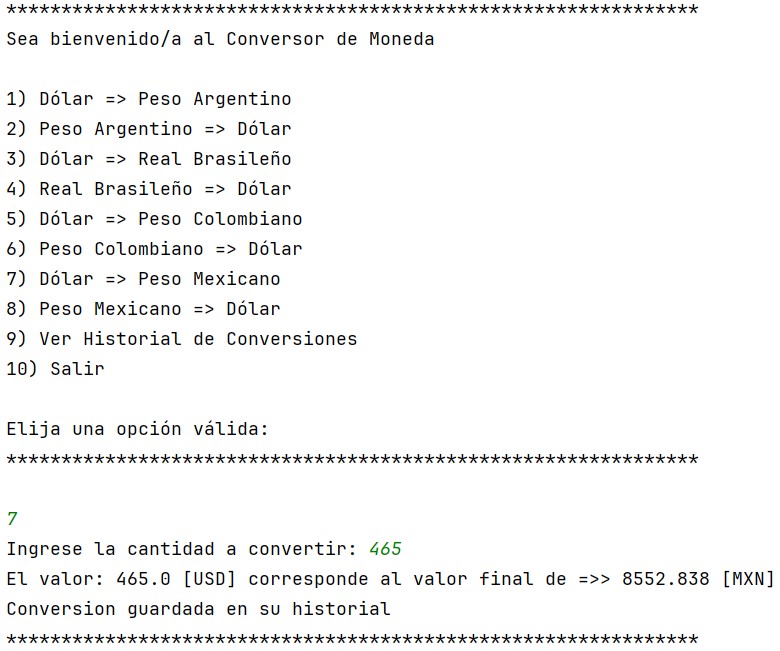 ***************************************************************
Sea bienvenido/a al Conversor de Moneda
1) Dólar => Peso Argentino
2) Peso Argentino => Dólar
3) Dólar => Real Brasileño
4) Real Brasileño => Dólar
5) Dólar => Peso Colombiano
6) Peso Colombiano => Dólar
7) Dólar => Peso Mexicano
8) Peso Mexicano => Dólar
9) Ver Historial de Conversiones
10) Salir
Elija una opción válida:
***************************************************************
7
Ingrese la cantidad a convertir: 465
El valor: 465.0 [USD] corresponde al valor final de =>> 8552.838 [MXN]
Conversion guardada en su historial
***************************************************************